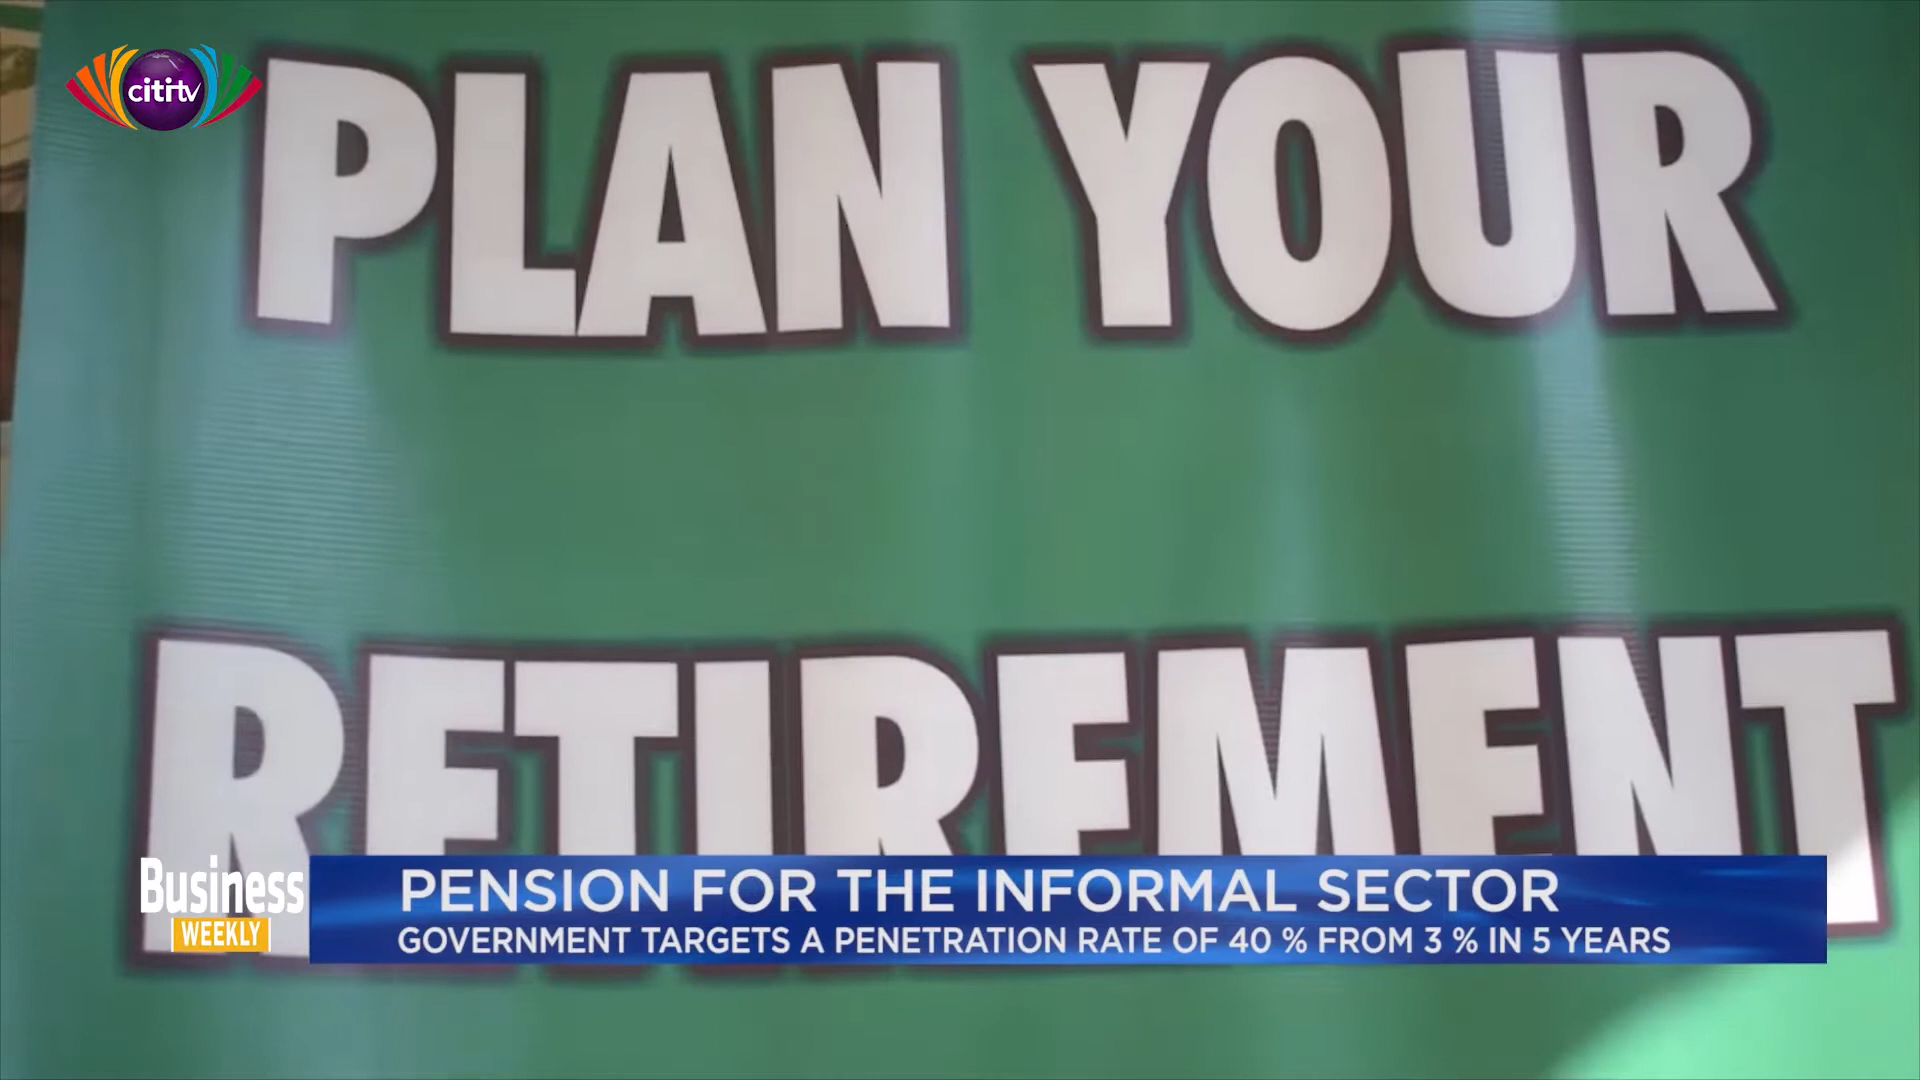 citi tv
PLAN YOUR
RETIREMENT
Business
WEEKLY
PENSION FOR THE INFORMAL SECTOR
GOVERNMENT TARGETS A PENETRATION RATE OF 40 % FROM 3 % IN 5 YEARS